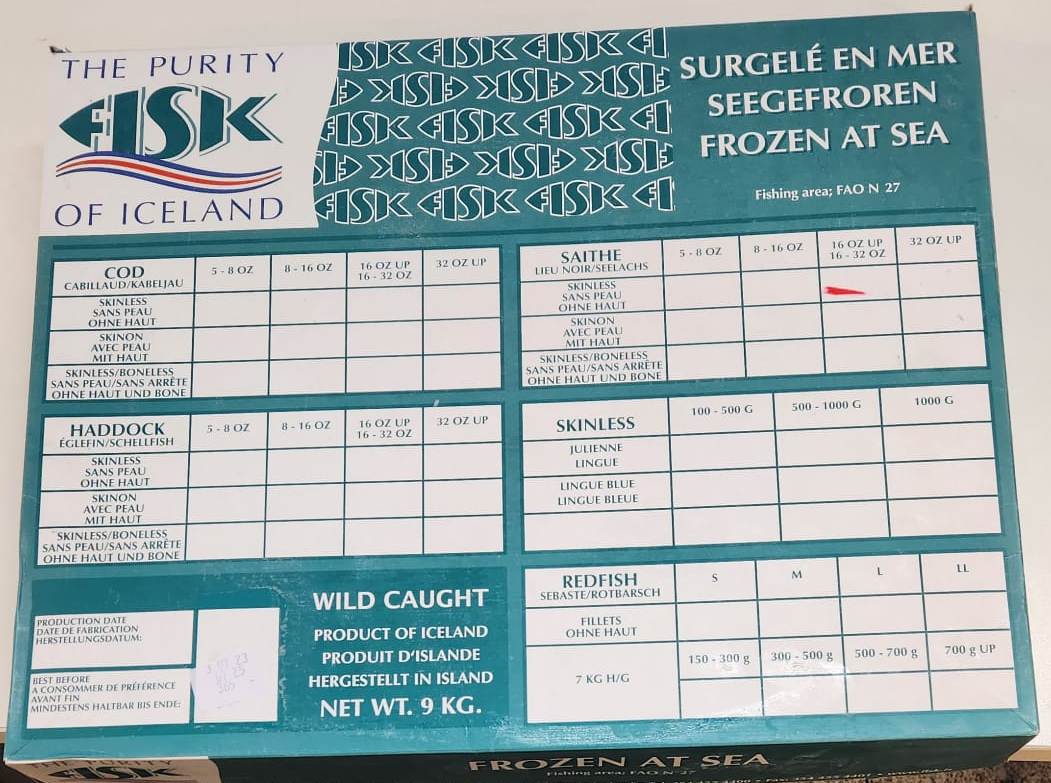 THE PURITY
FISK
OF ICELAND
FISK FISK FISK FI
FISK FISK FISK
FISK FISK FISK FI
FISK FISK FISK
FISK FISK FISK FI
SURGELÉ EN MER
SEEGEFROREN
FROZEN AT SEA
Fishing area; FAO N 27
COD
CABILLAUD/KABELJAU
5 - 8 OZ
8 - 16 OZ
16 OZ UP
16 - 32 OZ
32 OZ UP
SKINLESS
SANS PEAU
OHNE HAUT
SKINON
AVEC PEAU
MIT HAUT
SKINLESS/BONELESS
SANS PEAU/SANS ARRÊTE
OHNE HAUT UND BONE
SAITHE
LIEU NOIR/SEELACHS
5 - 8 OZ
8 - 16 OZ
16 OZ UP
16 - 32 OZ
32 OZ UP
SKINLESS
SANS PEAU
OHNE HAUT
SKINON
AVEC PEAU
MIT HAUT
SKINLESS/BONELESS
SANS PEAU/SANS ARRÊTE
OHNE HAUT UND BONE
HADDOCK
ÉGLEFIN/SCHELLFISH
5 - 8 OZ
8 - 16 OZ
16 OZ UP
16 - 32 OZ
32 OZ UP
SKINLESS
SANS PEAU
OHNE HAUT
SKINON
AVEC PEAU
MIT HAUT
SKINLESS/BONELESS
SANS PEAU/SANS ARRÊTE
OHNE HAUT UND BONE
SKINLESS
100 - 500 G
500 - 1000 G
1000 G
JULIENNE
LINGUE
LINGUE BLUE
LINGUE BLEUE
REDFISH
SEBASTE/ROTBARSCH
S
M
L
LL
FILLETS
OHNE HAUT
7 KG H/G
150 - 300 g
300 - 500 g
500 - 700 g
700 g UP
PRODUCTION DATE
DATE DE FABRICATION
HERSTELLUNGSDATUM:
BEST BEFORE
A CONSOMMER DE PRÉFÉRENCE
AVANT FIN
MINDESTENS HALTBAR BIS ENDE:
WILD CAUGHT
PRODUCT OF ICELAND
PRODUIT D'ISLANDE
HERGESTELLT IN ISLAND
NET WT. 9 KG.
THE PURITY
FISK
FROZEN AT SEA
Fishing area; FAO N 27